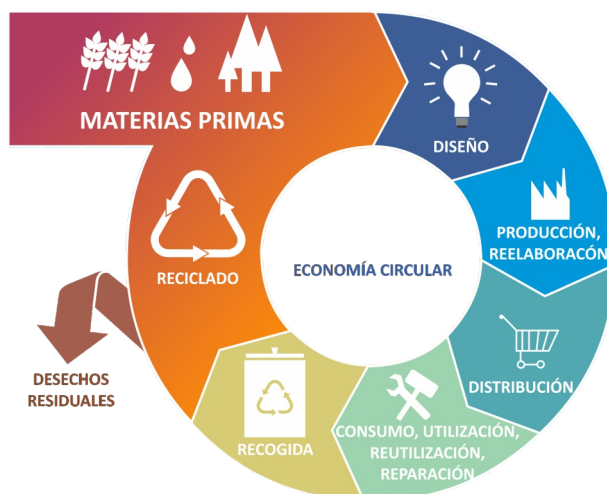 MATERIAS PRIMAS
DISEÑO
PRODUCCIÓN,
REELABORACÓN
DISTRIBUCIÓN
CONSUMO, UTILIZACIÓN,
REUTILIZACIÓN,
REPARACIÓN
RECOGIDA
RECICLADO
DESECHOS
RESIDUALES
ECONOMÍA CIRCULAR